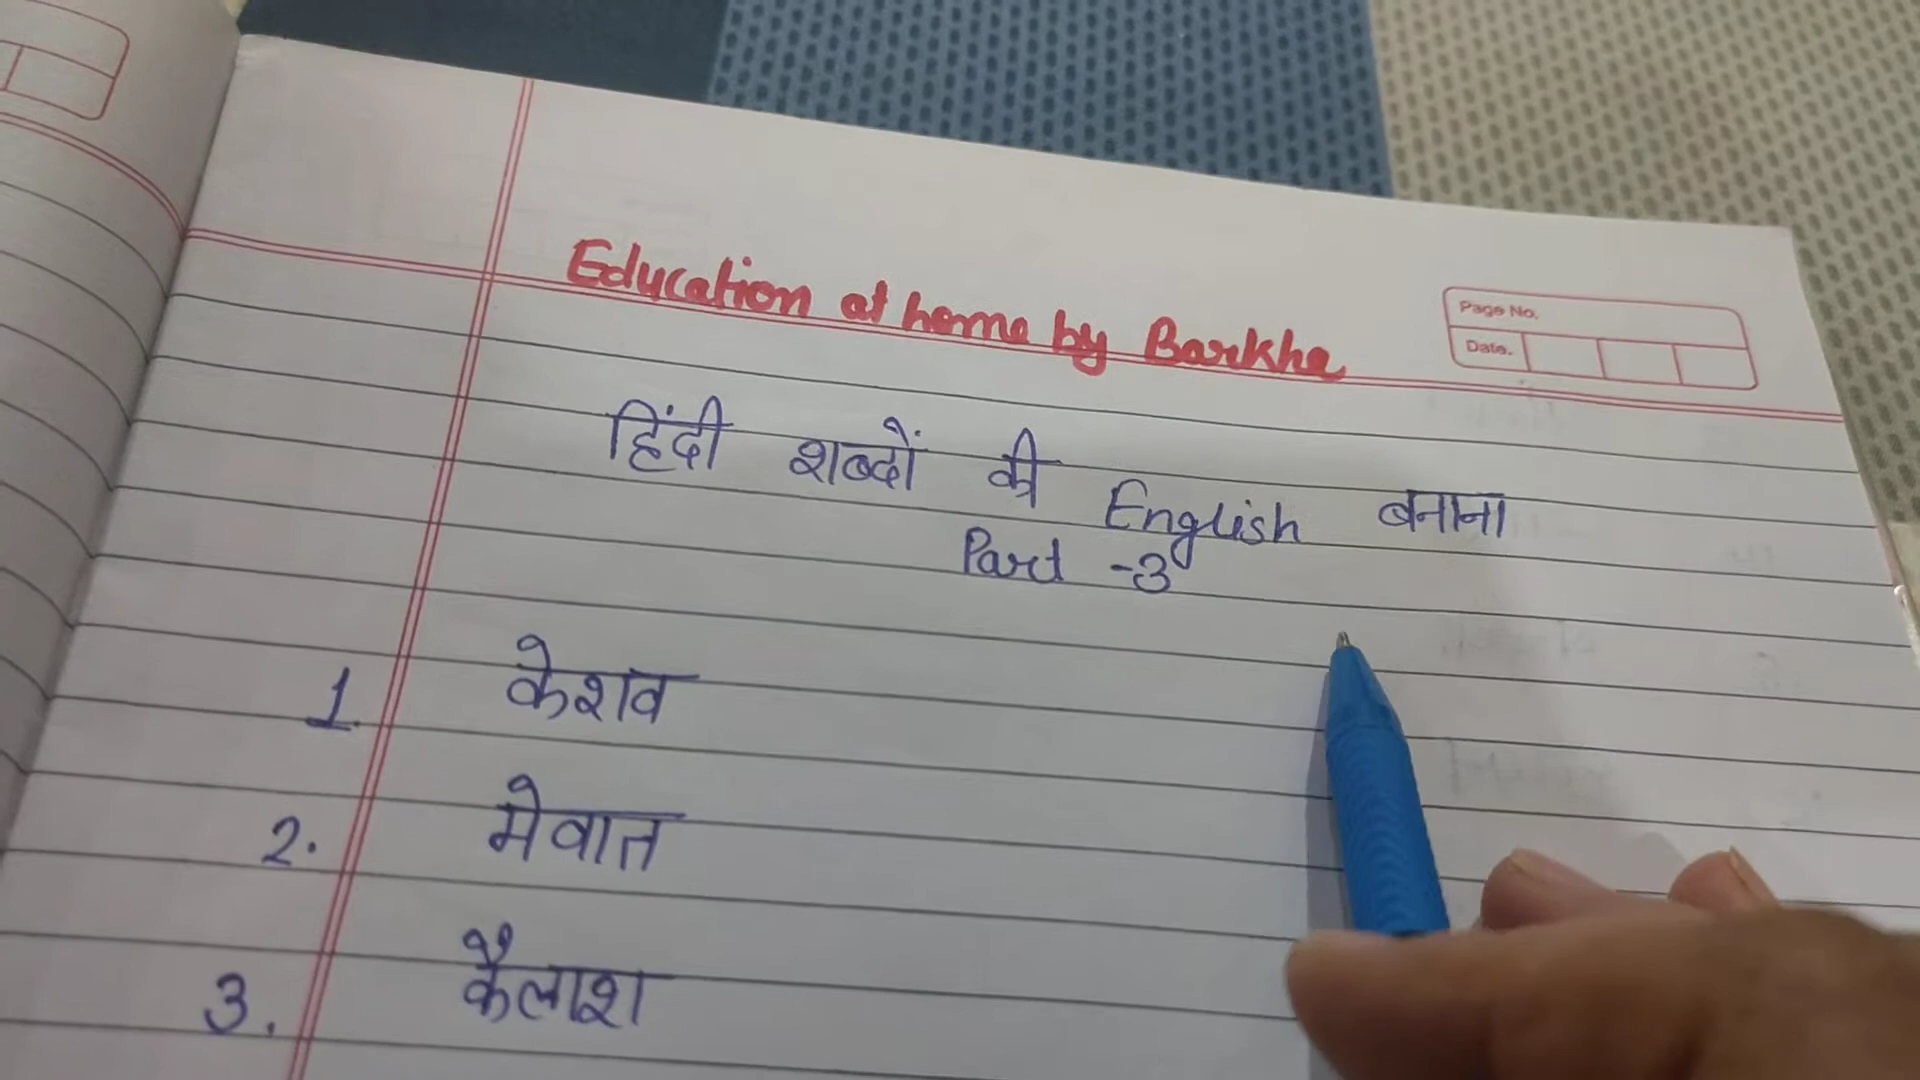 Education at home by Barkha
Page No.
Date.
हिंदी शब्दों की English बनाना
Part -3
1. केशव
2. मेवात
3. कैलाश